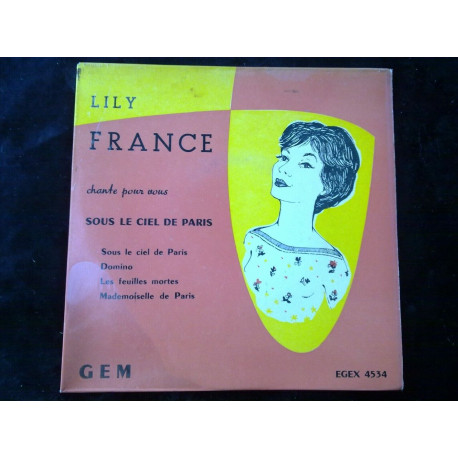 LILY
FRANCE
chante pour vous
SOUS LE CIEL DE PARIS
Sous le ciel de Paris
Domino
Les feuilles mortes
Mademoiselle de Paris
GEM
EGEX 4534